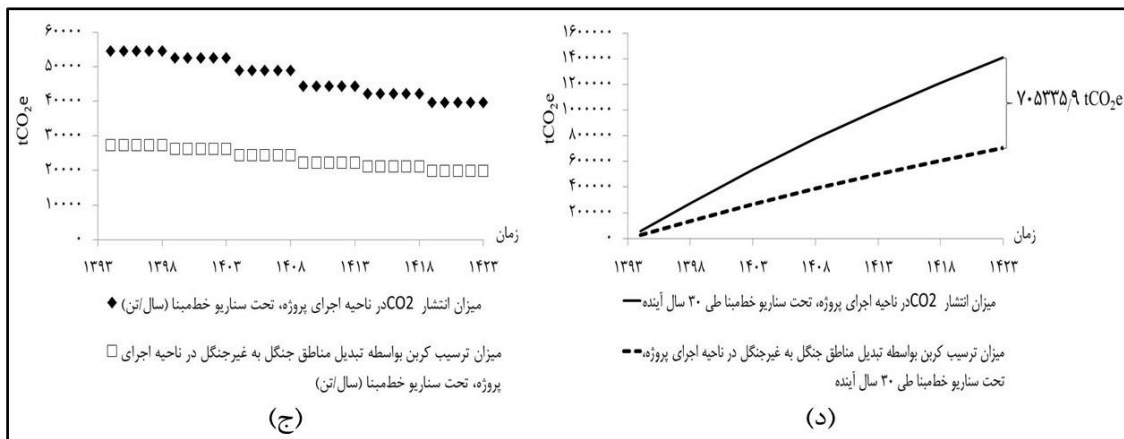 tCO₂e
۶۰۰۰۰
۵۰۰۰۰
۴۰۰۰۰
۳۰۰۰۰
۲۰۰۰۰
۱۰۰۰۰
۰
زمان
۱۳۹۳ ۱۳۹۸ ۱۴۰۳ ۱۴۰۸ ۱۴۱۳ ۱۴۱۸ ۱۴۲۳
میزان انتشار CO2در ناحیه اجرای پروژه، تحت سناریو خط‌مبنا (سال/تن)
میزان ترسیب کربن بواسطه تبدیل مناطق جنگل به غیرجنگل در ناحیه اجرای
پروژه، تحت سناریو خط‌مبنا (سال/تن)
(ج)
tCO₂e
۱۶۰۰۰۰۰
۱۴۰۰۰۰۰
۱۲۰۰۰۰۰
۱۰۰۰۰۰۰
۸۰۰۰۰۰
۶۰۰۰۰۰
۴۰۰۰۰۰
۲۰۰۰۰۰
۰
۷۰۵۳۳۵٫۹ tCO₂e
زمان
۱۳۹۳ ۱۳۹۸ ۱۴۰۳ ۱۴۰۸ ۱۴۱۳ ۱۴۱۸ ۱۴۲۳
میزان انتشار CO2در ناحیه اجرای پروژه، تحت سناریو خط‌مبنا طی ۳۰ سال آینده
میزان ترسیب کربن بواسطه تبدیل مناطق جنگل به غیرجنگل در ناحیه اجرای پروژه،
تحت سناریو خط‌مبنا طی ۳۰ سال آینده
(د)